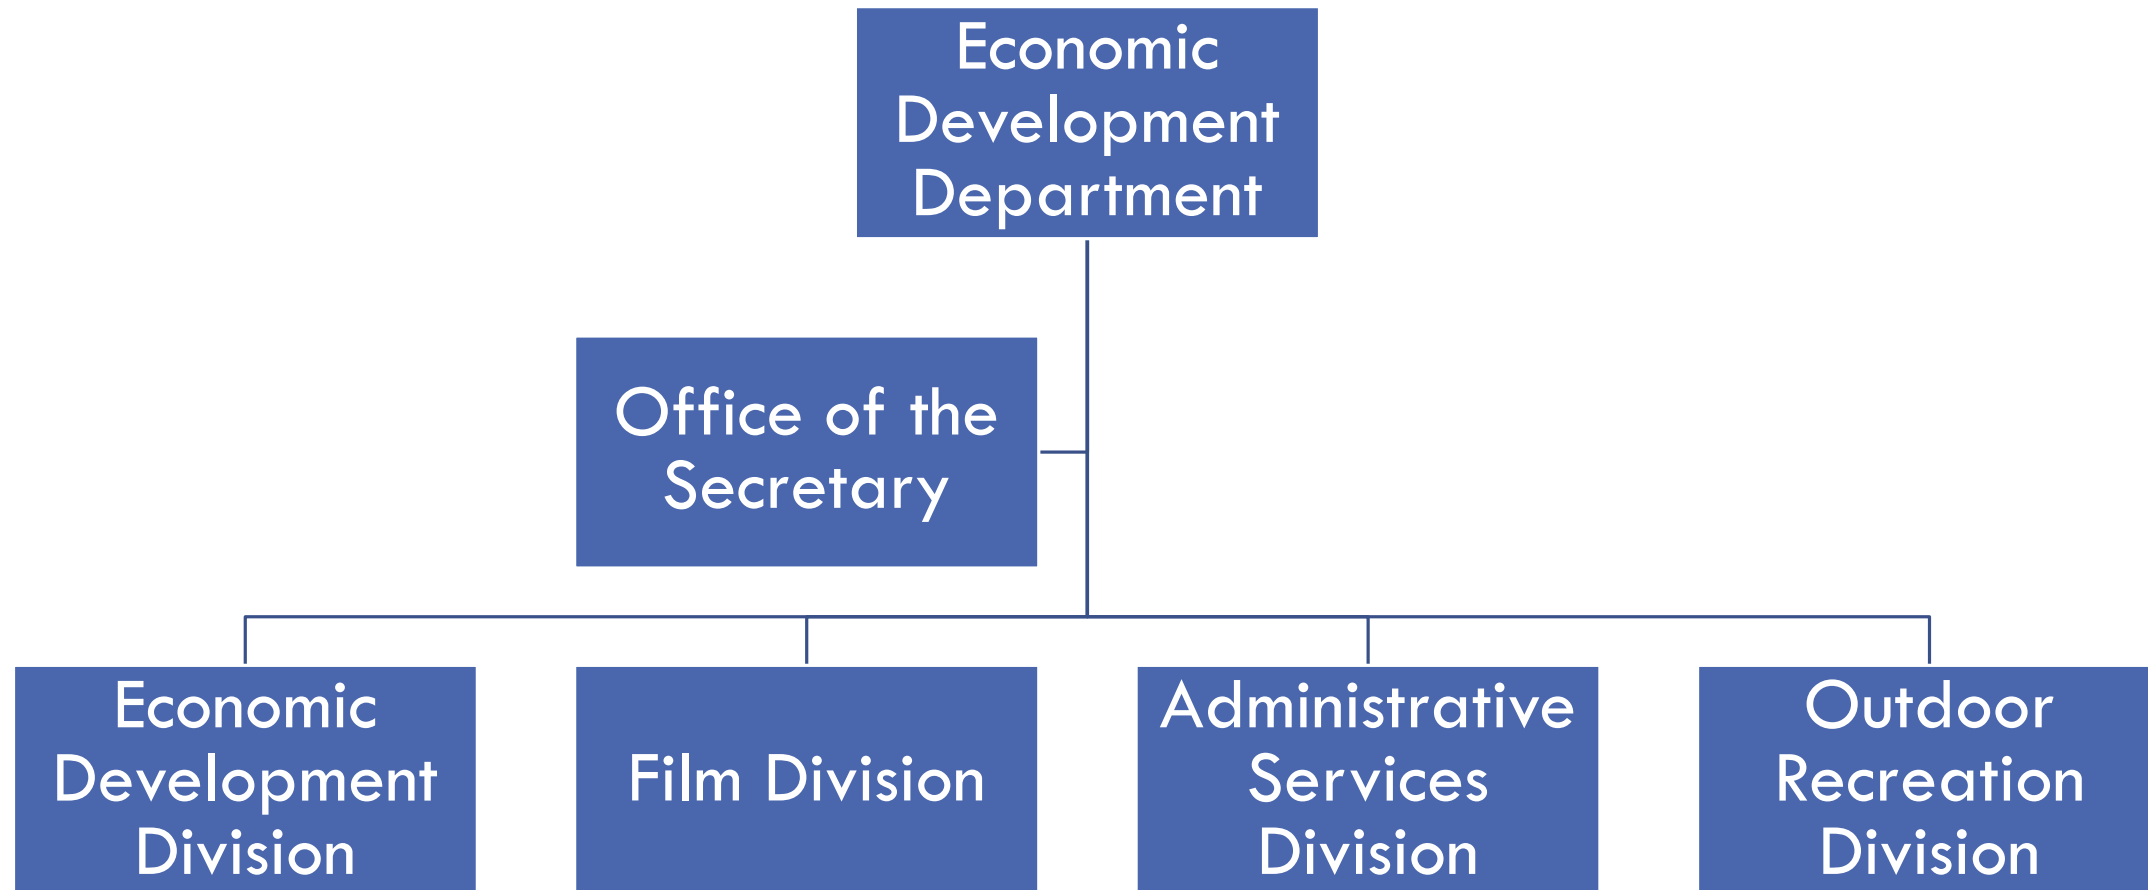 Economic
Development
Department
Office of the
Secretary
Economic
Development
Division
Film Division
Administrative
Services
Division
Outdoor
Recreation
Division